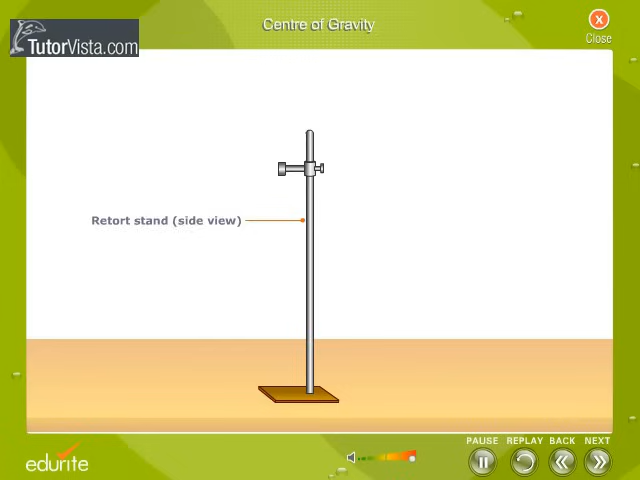 Centre of Gravity
X
Close
TutorVista.com
Retort stand (side view)
PAUSE REPLAY BACK NEXT
edurite